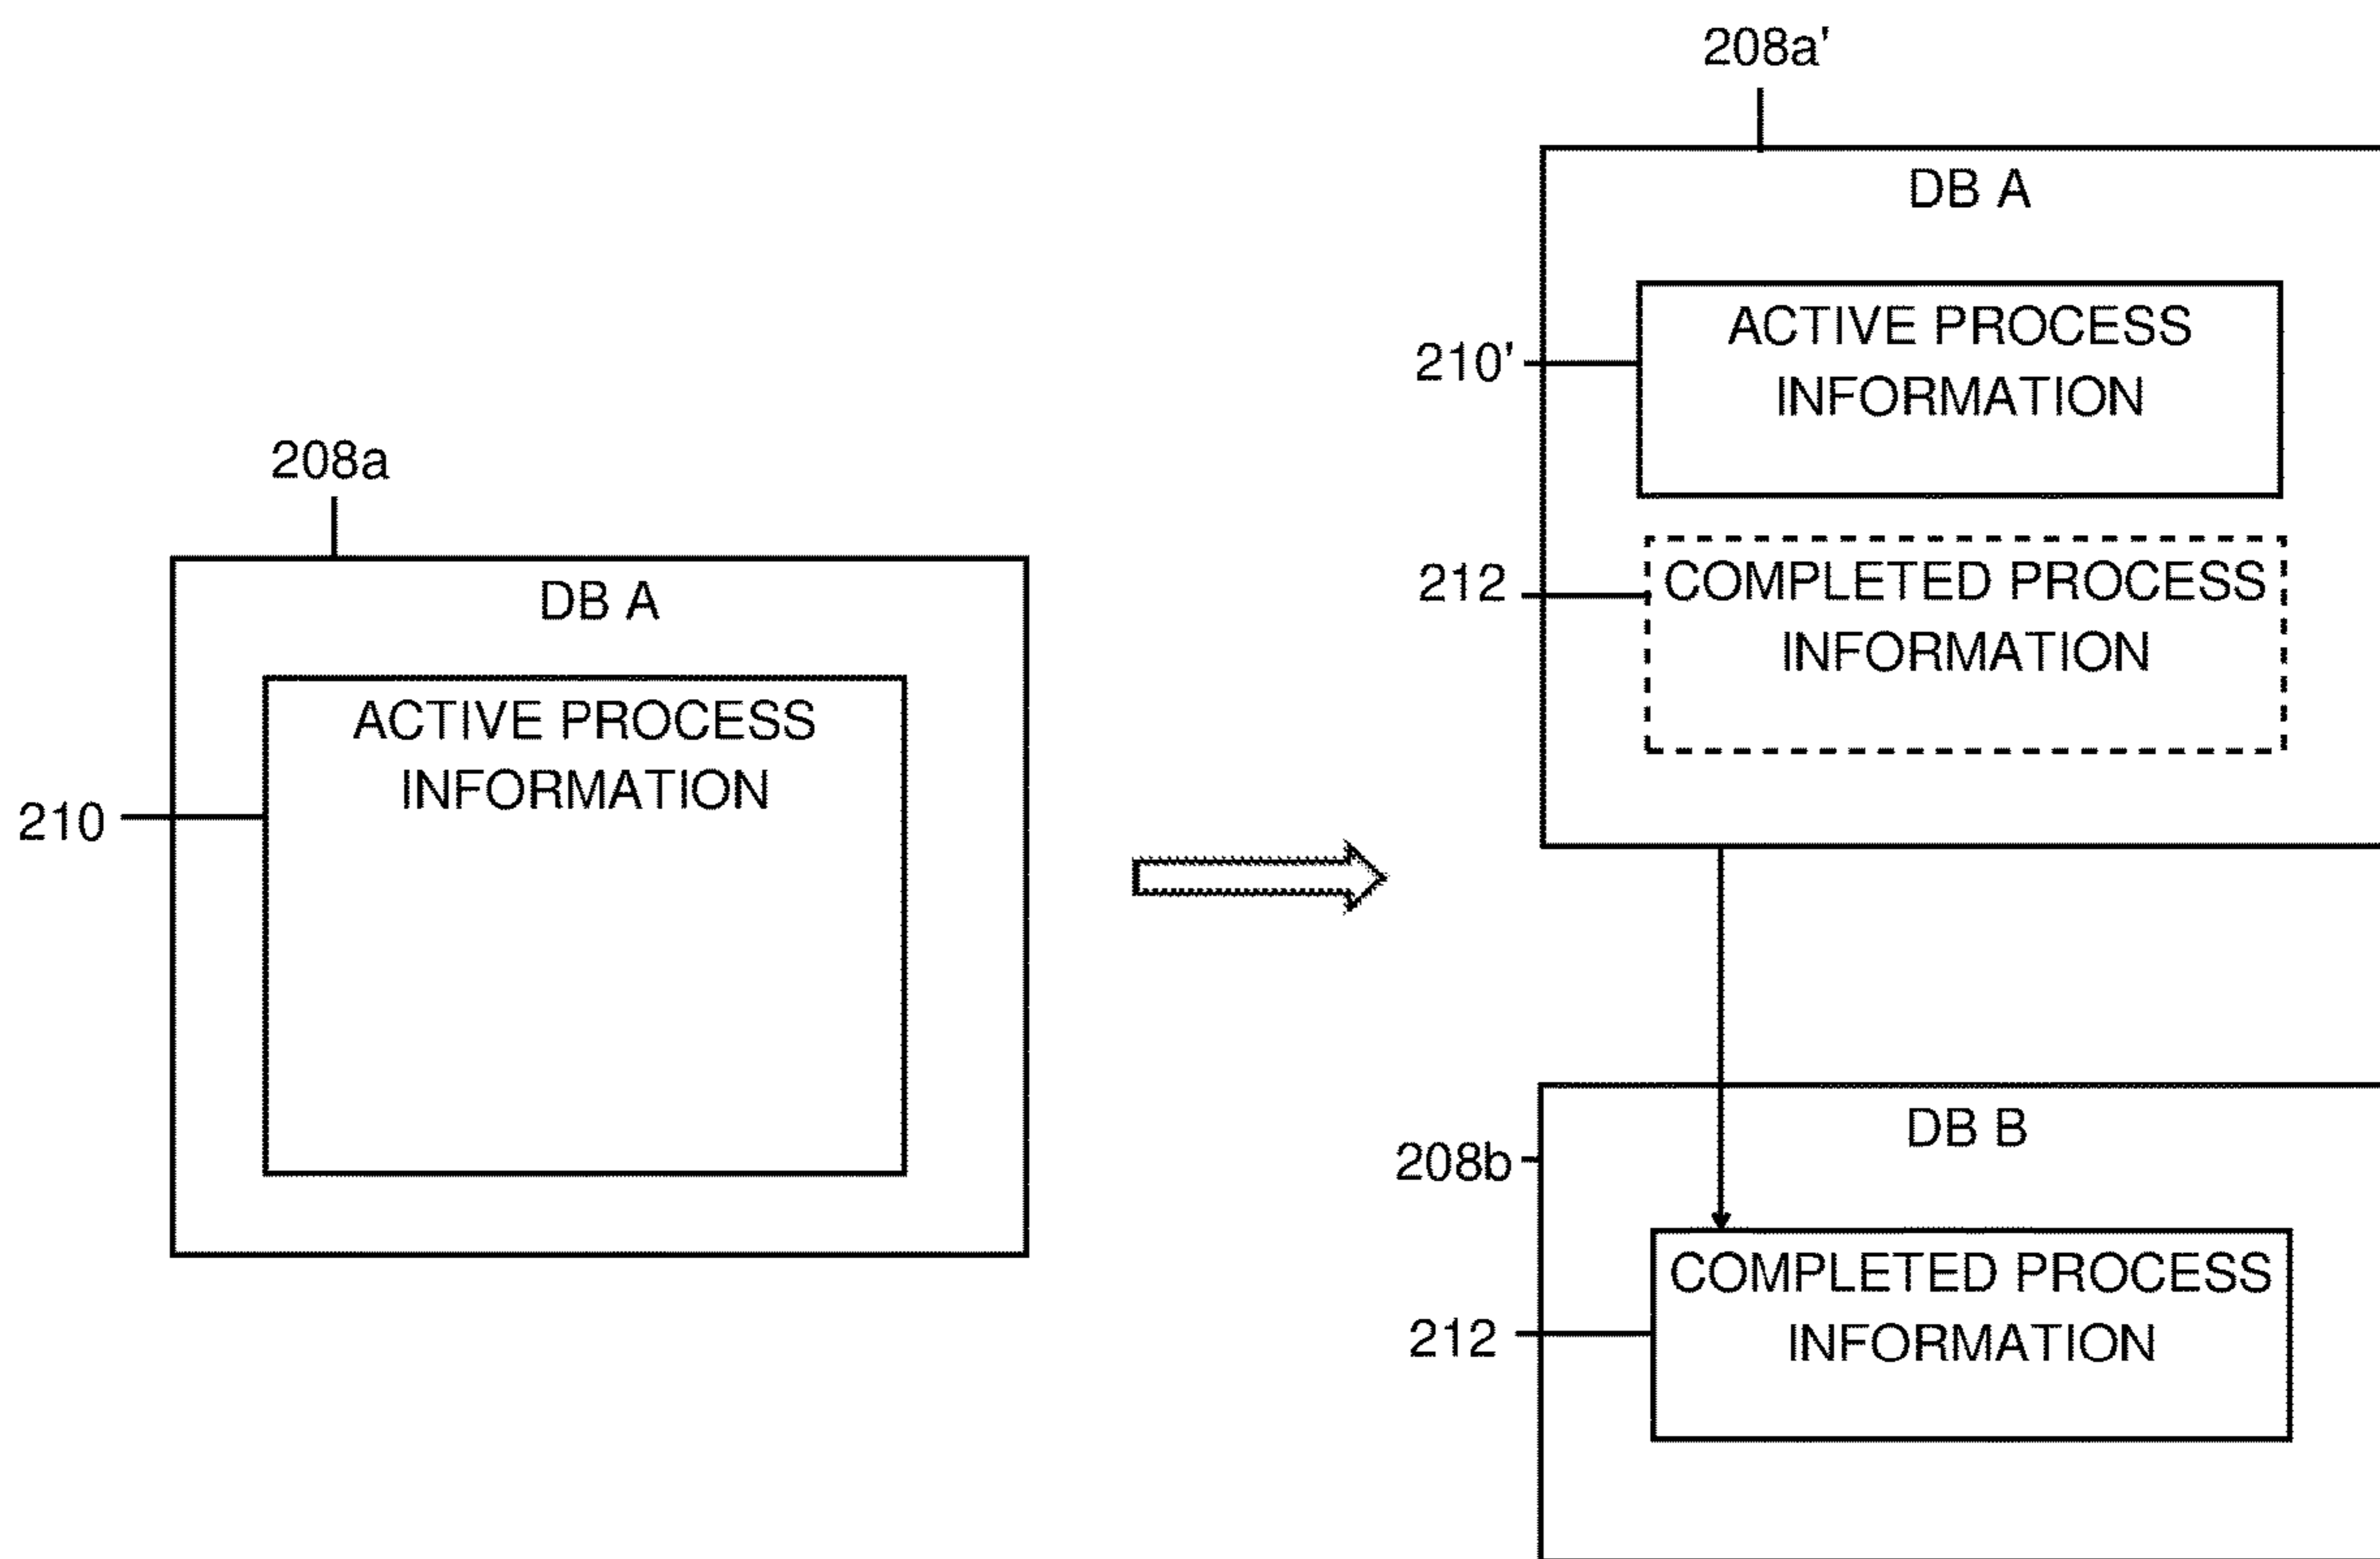 208a'
DB A
ACTIVE PROCESS
INFORMATION
210'
COMPLETED PROCESS
INFORMATION
212
208a
DB A
ACTIVE PROCESS
INFORMATION
210
DB B
208b
COMPLETED PROCESS
INFORMATION
212